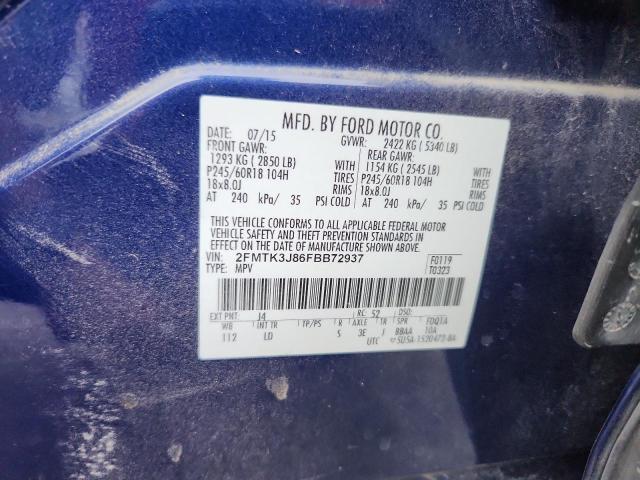 MFD. BY FORD MOTOR CO.
DATE: 07/15 GVWR: 2422 KG ( 5340 LB)
FRONT GAWR: REAR GAWR:
1293 KG ( 2850 LB) WITH 1154 KG ( 2545 LB) WITH
P245/60R18 104H TIRES P245/60R18 104H TIRES
18x8.0J RIMS 18x8.0J RIMS
AT 240 kPa/ 35 PSI COLD AT 240 kPa/ 35 PSI COLD
THIS VEHICLE CONFORMS TO ALL APPLICABLE FEDERAL MOTOR
VEHICLE SAFETY AND THEFT PREVENTION STANDARDS IN
EFFECT ON THE DATE OF MANUFACTURE SHOWN ABOVE.
VIN: 2FMTK3J86FBB72937 F0119
TYPE: MPV T0323
EXT PNT: J4 RC: 52 DSO:
WB INT TR TP/PS R AXLE TR SPR FDQ1A
112 LD S 3E J BBAA 10A
UTC